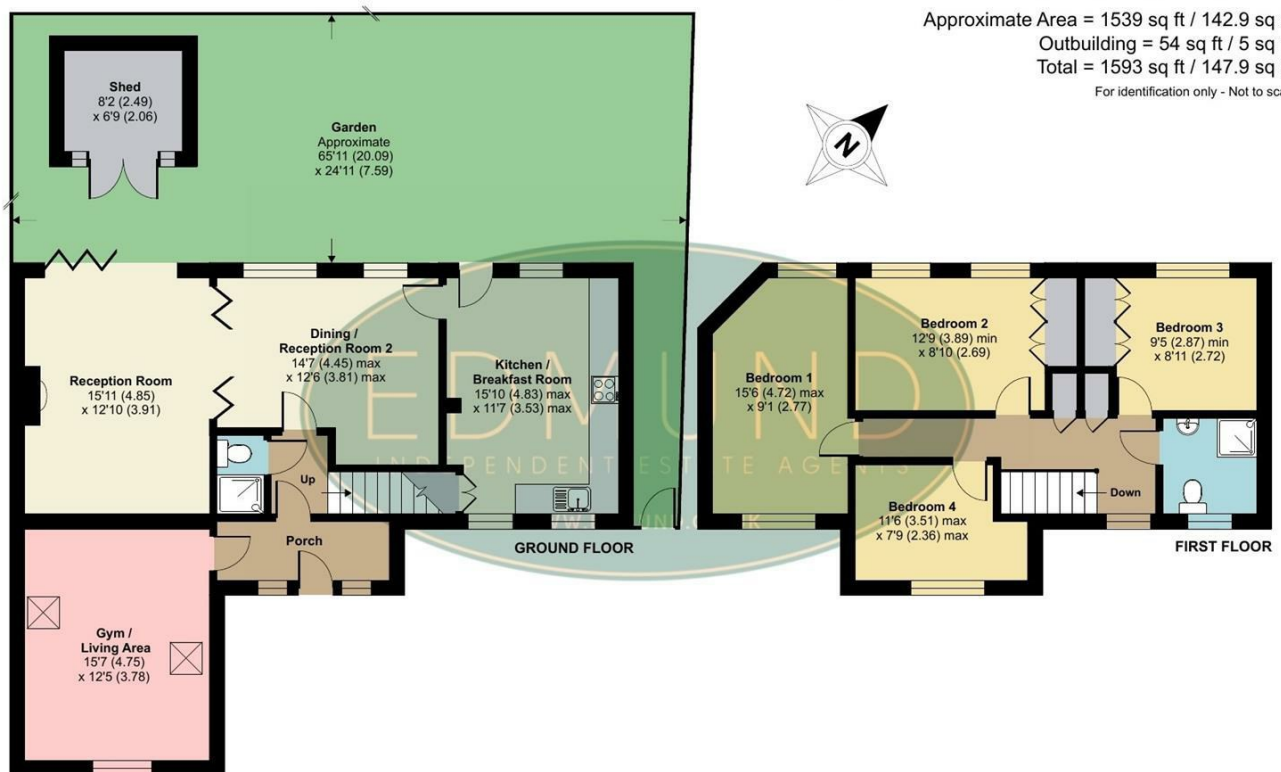 Approximate Area = 1539 sq ft / 142.9 sq
Outbuilding = 54 sq ft / 5 sq
Total = 1593 sq ft / 147.9 sq
For identification only - Not to sca
Shed
8'2 (2.49)
x 6'9 (2.06)
Garden
Approximate
65'11 (20.09)
x 24'11 (7.59)
N
Reception Room
15'11 (4.85)
x 12'10 (3.91)
Dining /
Reception Room 2
14'7 (4.45) max
x 12'6 (3.81) max
Kitchen /
Breakfast Room
15'10 (4.83) max
x 11'7 (3.53) max
Up
Porch
Gym /
Living Area
15'7 (4.75)
x 12'5 (3.78)
GROUND FLOOR
Bedroom 1
15'6 (4.72) max
x 9'1 (2.77)
Bedroom 2
12'9 (3.89) min
x 8'10 (2.69)
Bedroom 3
9'5 (2.87) min
x 8'11 (2.72)
Bedroom 4
11'6 (3.51) max
x 7'9 (2.36) max
Down
FIRST FLOOR
EDMUND
INDEPENDENT ESTATE AGENTS